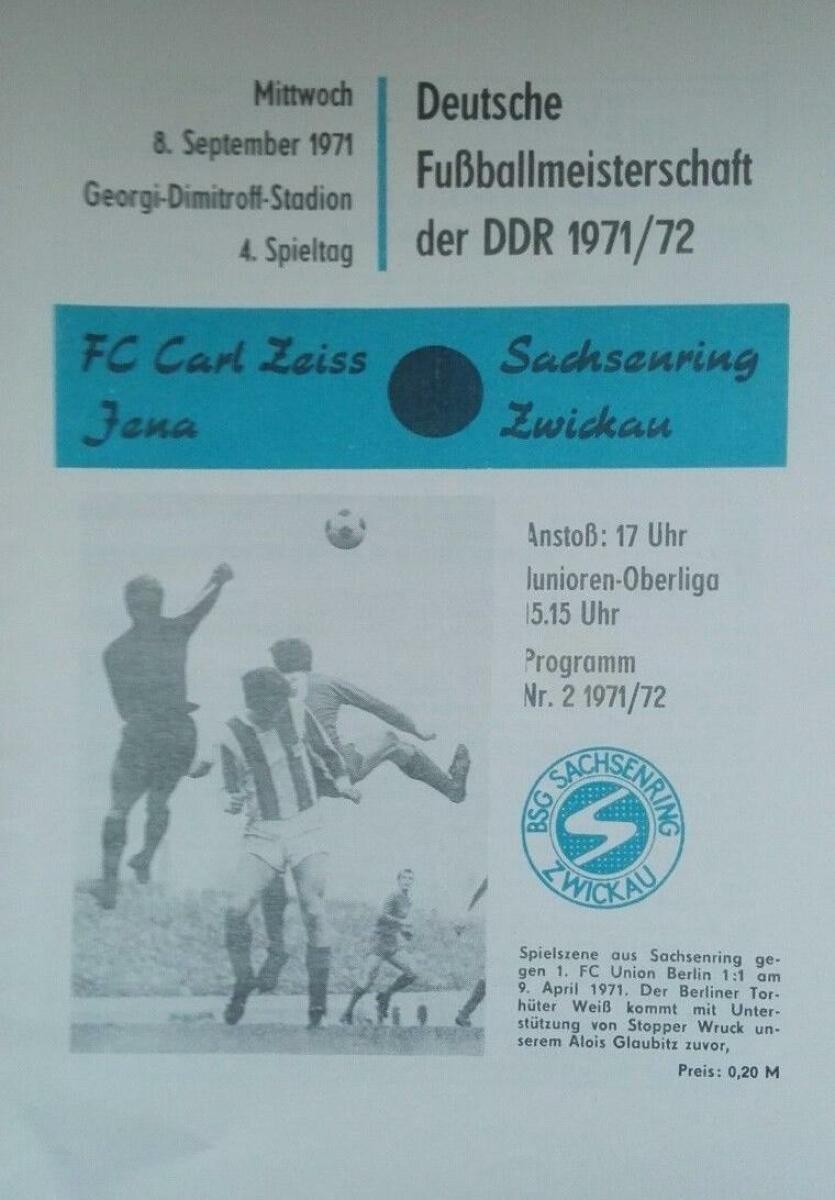 Mittwoch
8. September 1971
Georgi-Dimitroff-Stadion
4. Spieltag
Deutsche
Fußballmeisterschaft
der DDR 1971/72
FC Carl Zeiss
Jena
Sachsenring
Zwickau
Anstoß: 17 Uhr
Junioren-Oberliga
15.15 Uhr
Programm
Nr. 2 1971/72
BSG SACHSENRING
ZWICKAU
Spielszene aus Sachsenring ge-
gen 1. FC Union Berlin 1:1 am
9. April 1971. Der Berliner Tor-
hüter Weiß kommt mit Unter-
stützung von Stopper Wruck un-
serem Alois Glaubitz zuvor,
Preis: 0,20 M